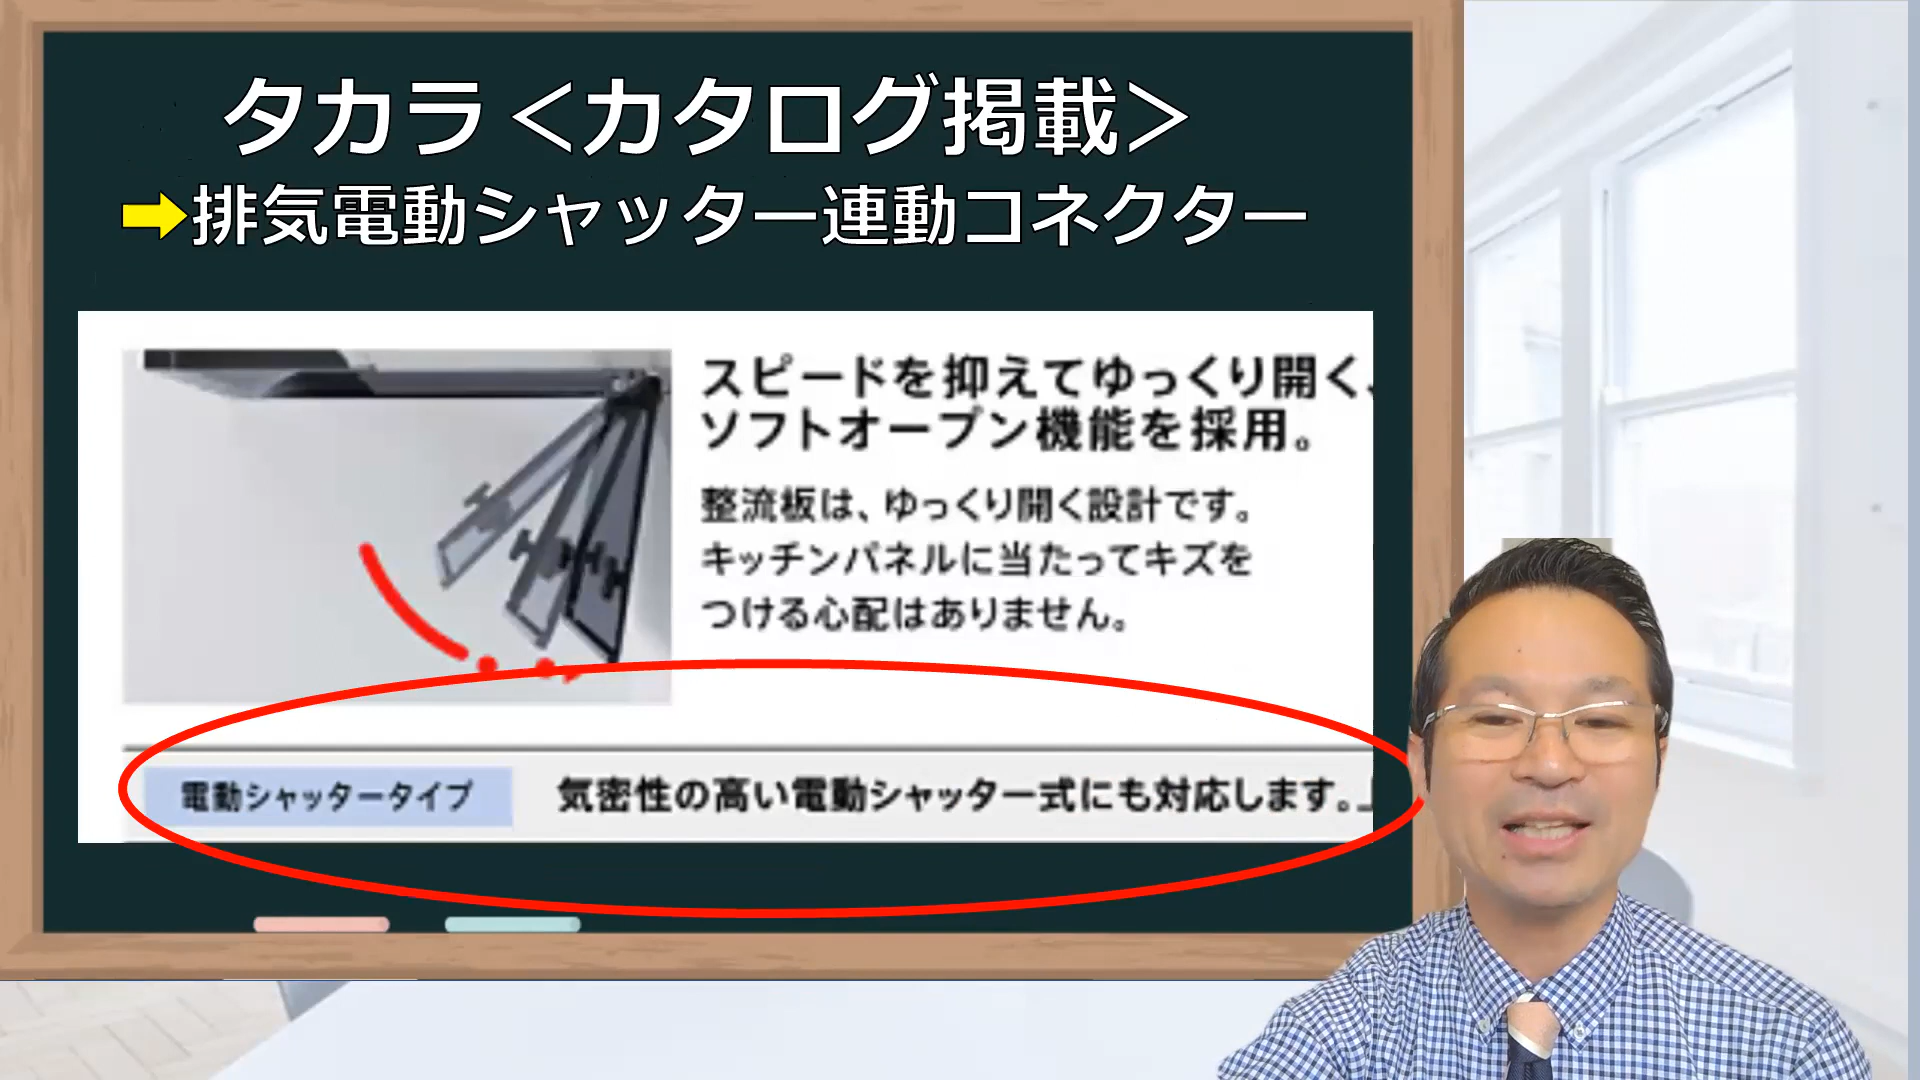 タカラ＜カタログ掲載＞
➡排気電動シャッター連動コネクター
スピードを抑えてゆっくり開く、
ソフトオープン機能を採用。
整流板は、ゆっくり開く設計です。
キッチンパネルに当たってキズを
つける心配はありません。
電動シャッタータイプ
気密性の高い電動シャッター式にも対応します。